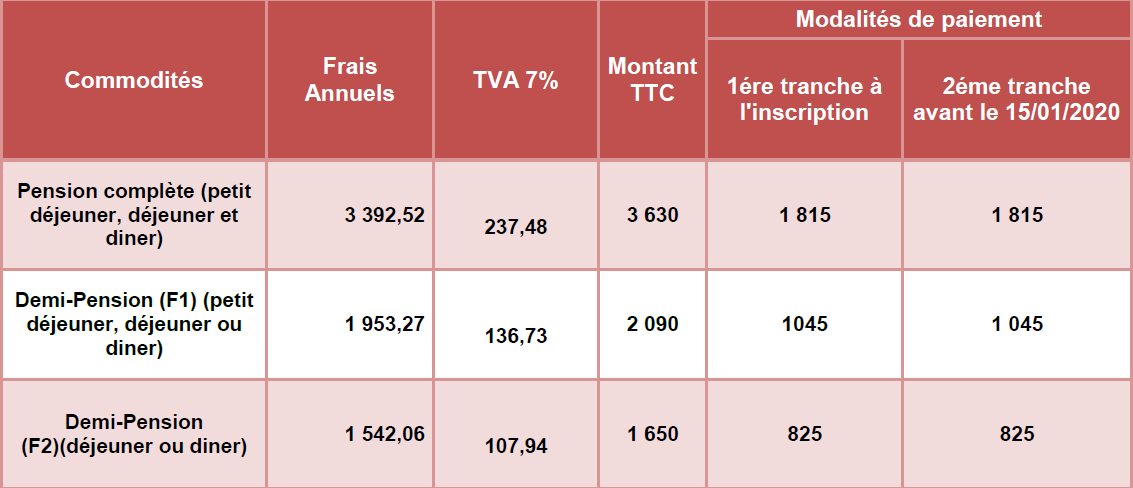 Commodités
Frais
Annuels
TVA 7%
Montant
TTC
Modalités de paiement
1ére tranche à
l'inscription
2éme tranche
avant le 15/01/2020
Pension complète (petit
déjeuner, déjeuner et
diner)
3 392,52
237,48
3 630
1 815
1 815
Demi-Pension (F1) (petit
déjeuner, déjeuner ou
diner)
1 953,27
136,73
2 090
1045
1 045
Demi-Pension
(F2)(déjeuner ou diner)
1 542,06
107,94
1 650
825
825